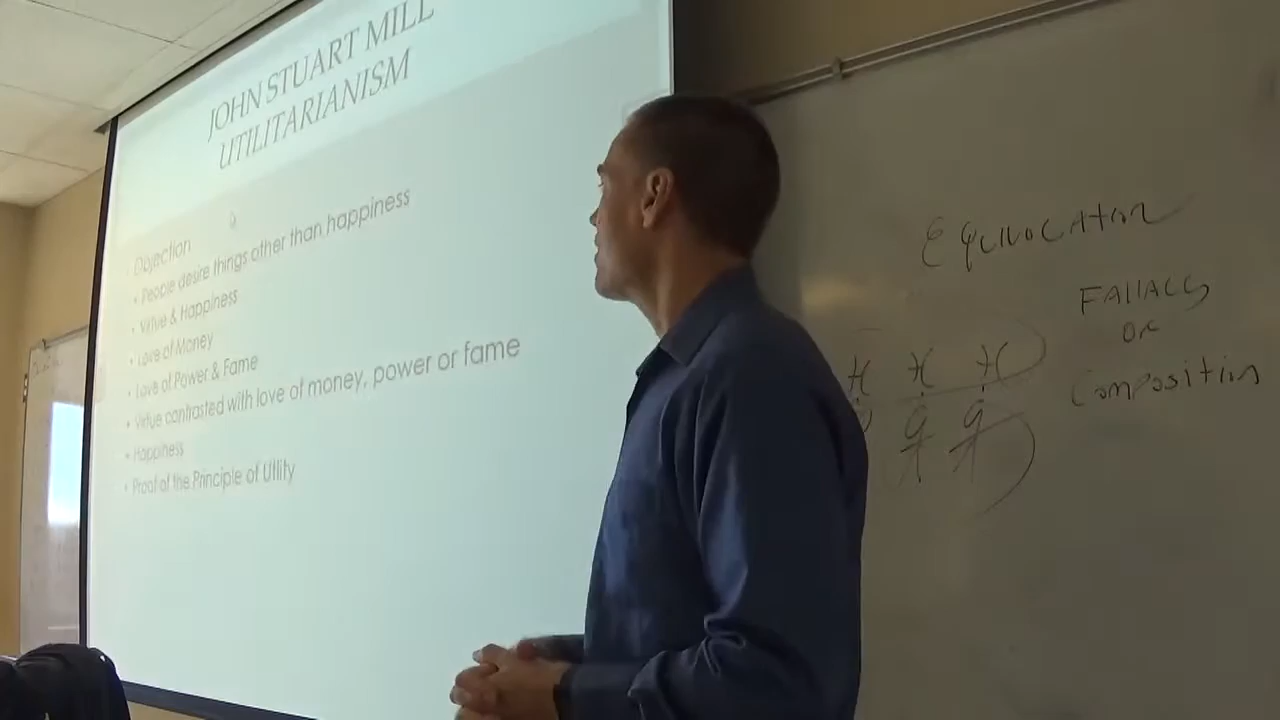 JOHN STUART MILL
UTILITARIANISM
Objection
People desire things other than happiness
Virtue & Happiness
Love of Money
Love of Power & Fame
Virtue contrasted with love of money, power or fame
Happiness
Proof of the Principle of Utility
EQUIVOCATION
FALLACY
OF
COMPOSITION
H H H